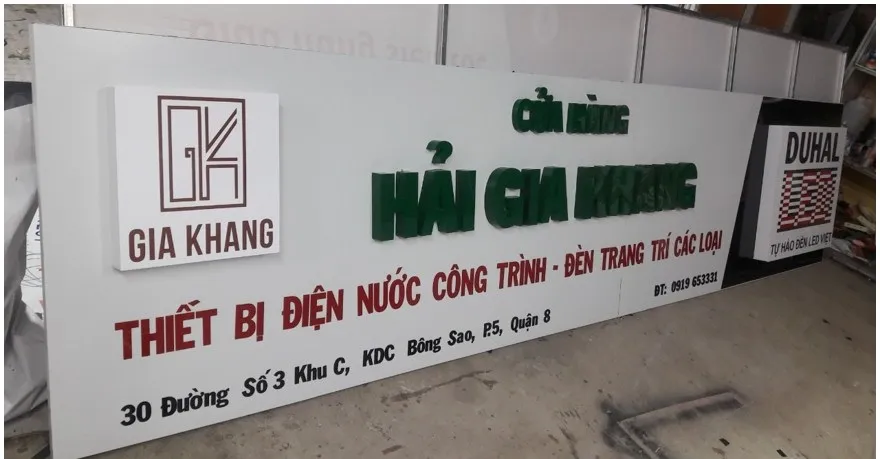 GK
GIA KHANG
CỬA HÀNG
HẢI GIA KHANG
THIẾT BỊ ĐIỆN NƯỚC CÔNG TRÌNH - ĐÈN TRANG TRÍ CÁC LOẠI
ĐT: 0919 653331
30 Đường Số 3 Khu C, KDC Bông Sao, P.5, Quận 8
DUHAL
LED
TỰ HÀO ĐÈN LED VIỆT